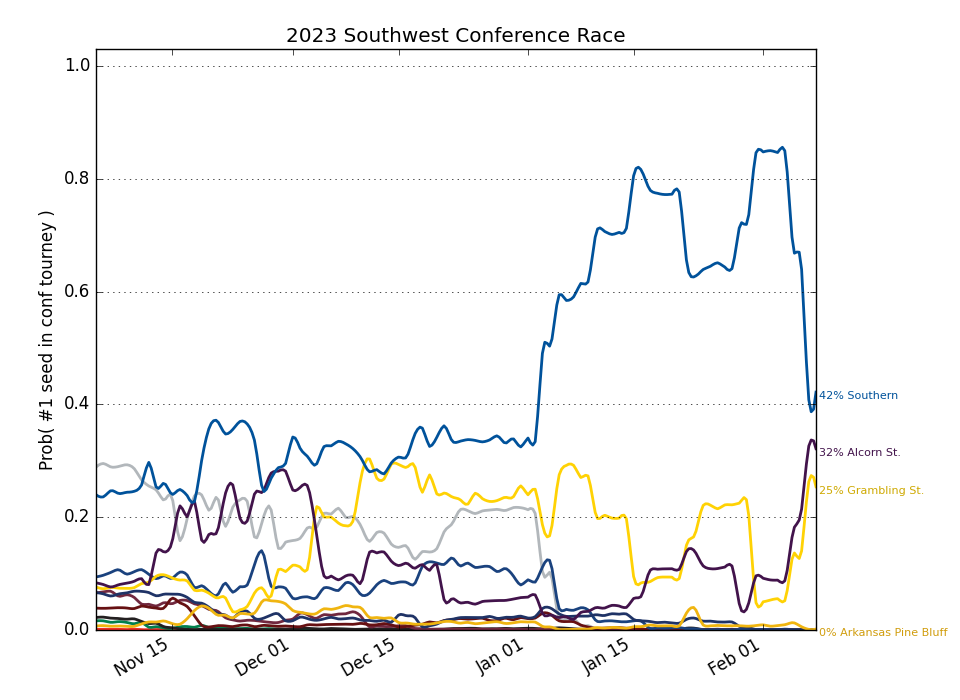 2023 Southwest Conference Race
Prob( #1 seed in conf tourney )
1.0
0.8
0.6
0.4
0.2
0.0
Nov 15
Dec 01
Dec 15
Jan 01
Jan 15
Feb 01
42% Southern
32% Alcorn St.
25% Grambling St.
0% Arkansas Pine Bluff